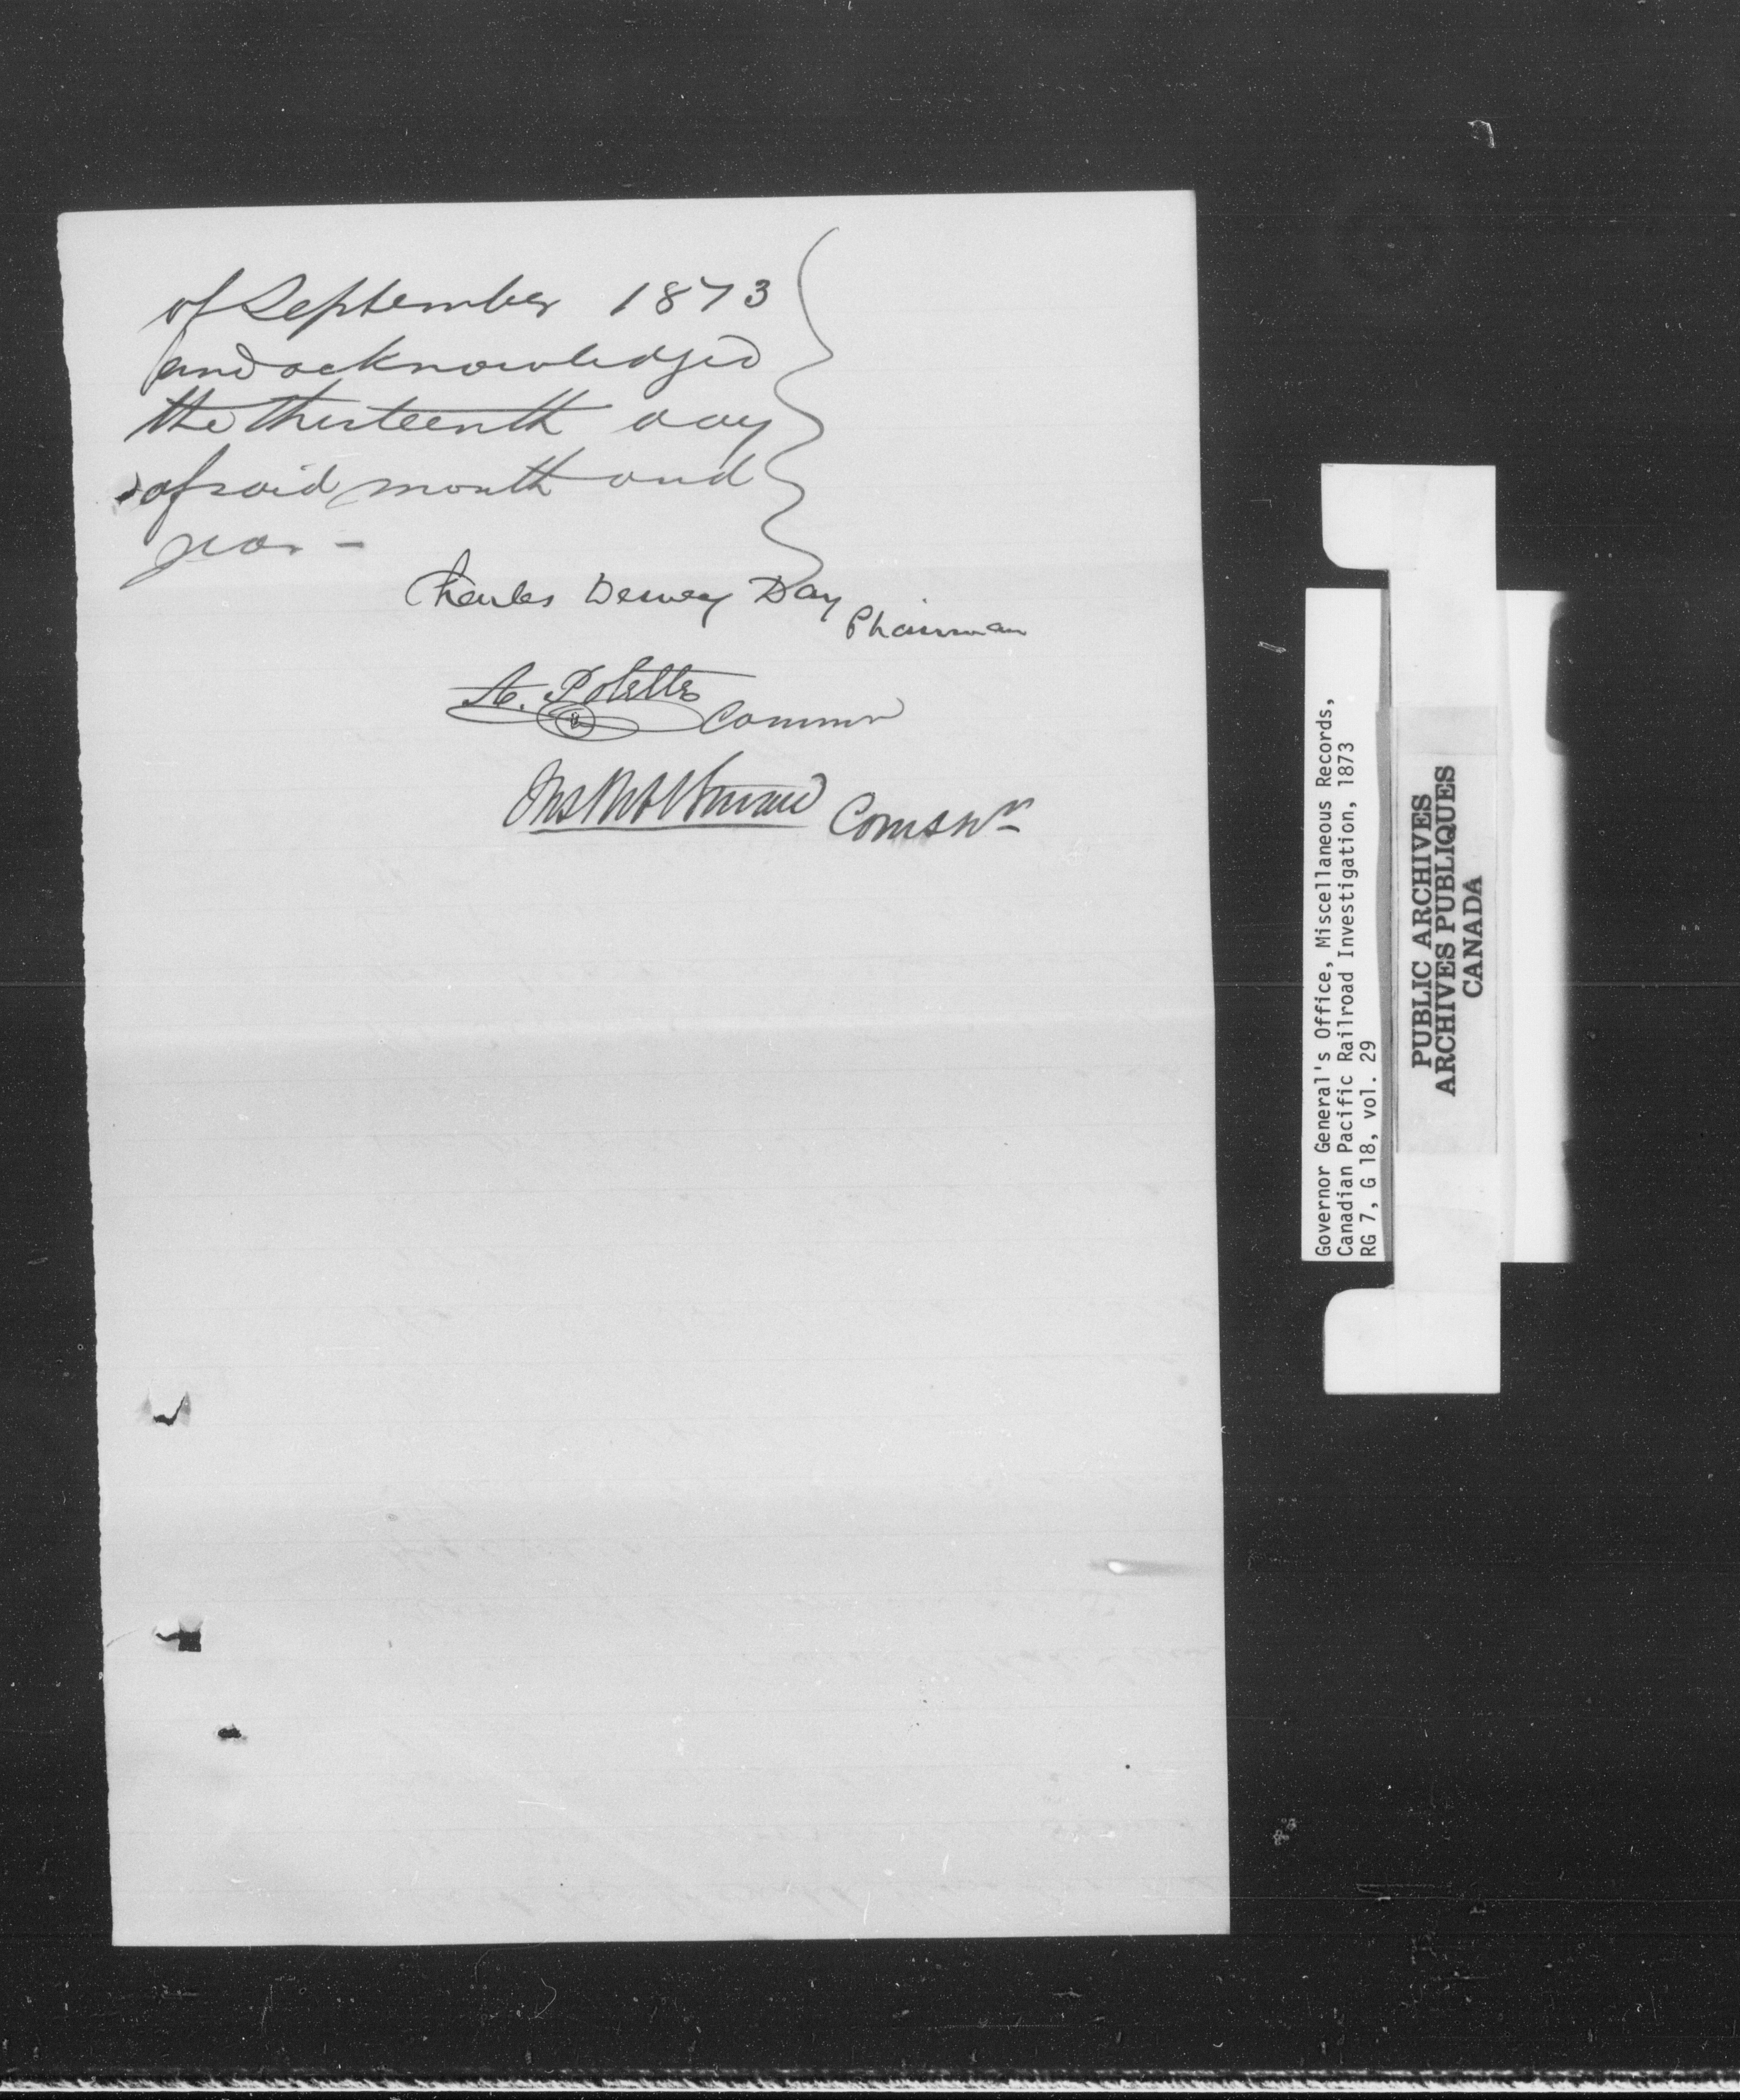 of September 1873
and acknowledged
the thirteenth day
of said month and
year –
Charles Dewey Day
Chairman
A. Polette
Commr
Comsnr
Governor General's Office, Miscellaneous Records,
Canadian Pacific Railroad Investigation, 1873
RG 7, G 18, vol. 29
PUBLIC ARCHIVES
ARCHIVES PUBLIQUES
CANADA